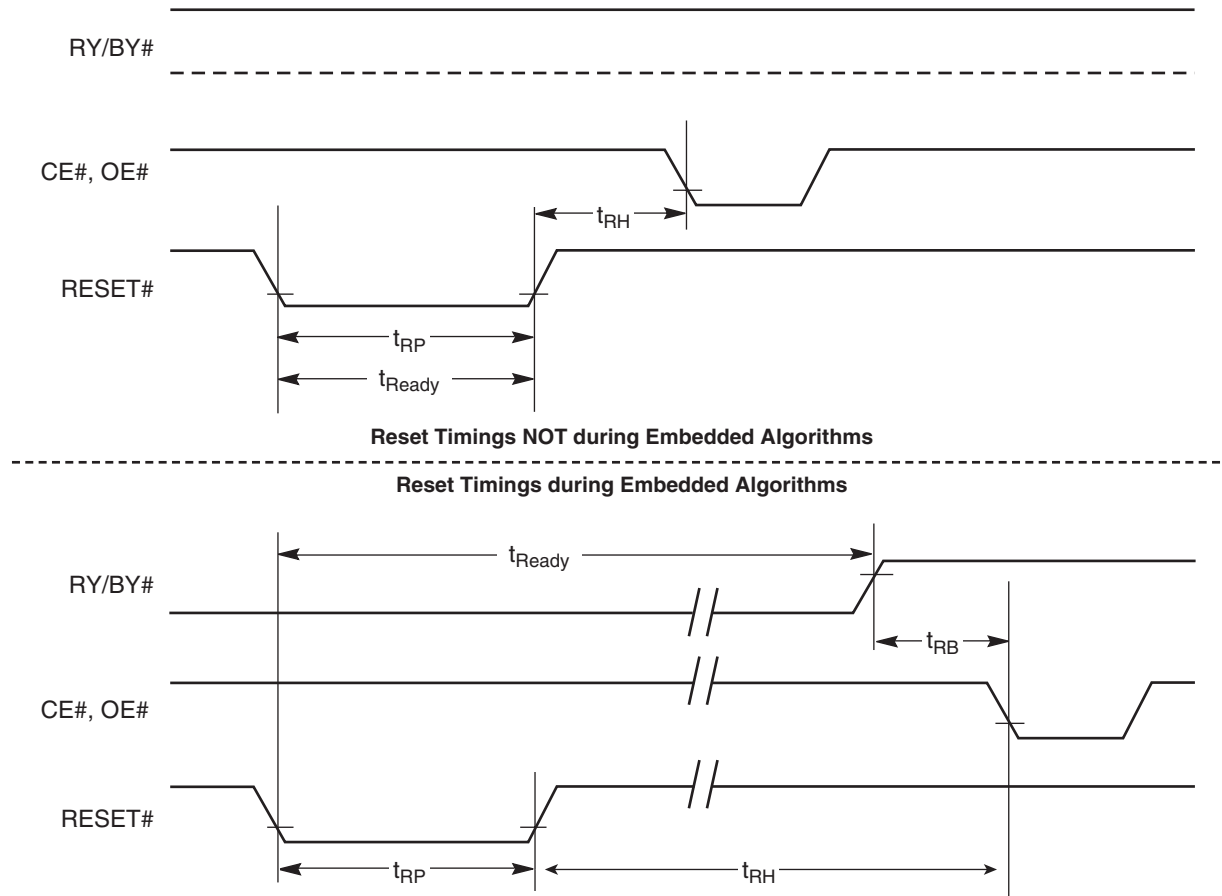 RY/BY#
CE#, OE#
tRH
RESET#
tRP
tReady
Reset Timings NOT during Embedded Algorithms
Reset Timings during Embedded Algorithms
tReady
RY/BY#
tRB
CE#, OE#
RESET#
tRP
tRH